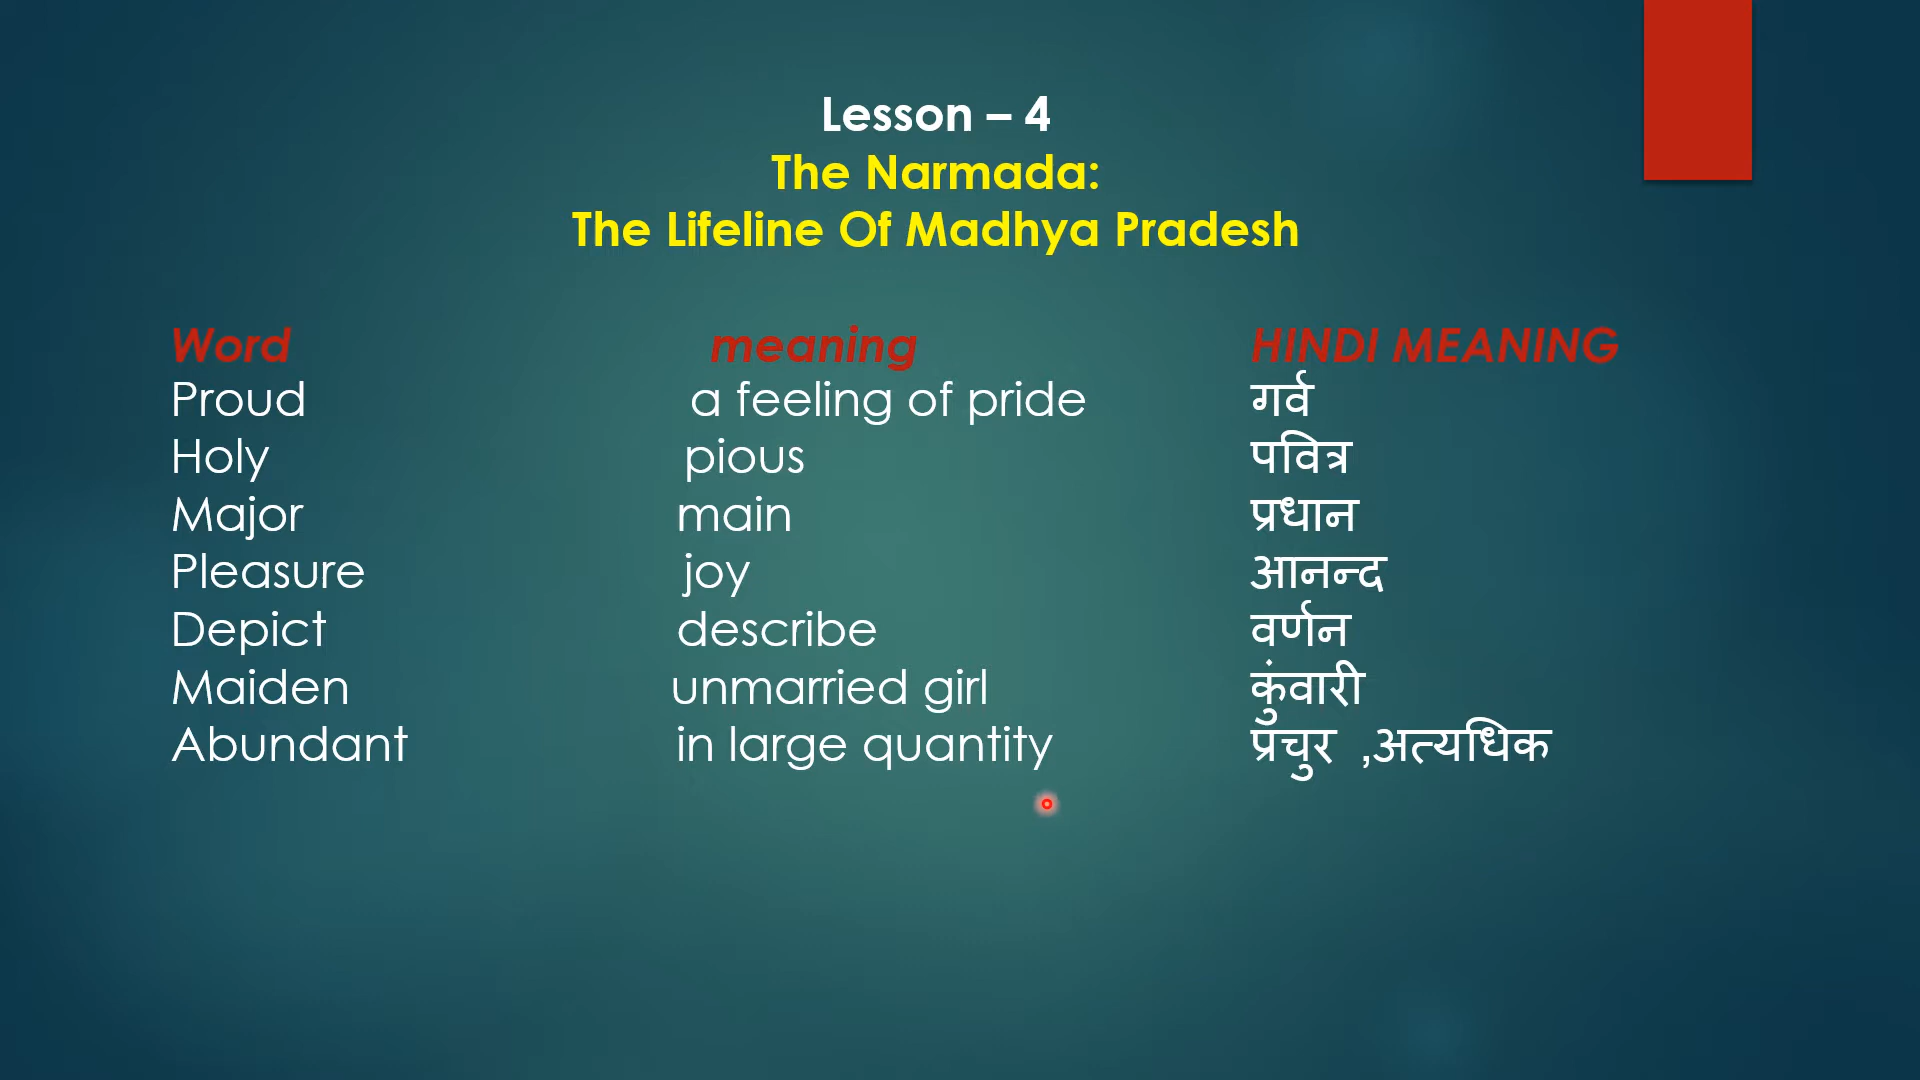 Lesson – 4
The Narmada:
The Lifeline Of Madhya Pradesh
Word meaning HINDI MEANING
Proud a feeling of pride गर्व
Holy pious पवित्र
Major main प्रधान
Pleasure joy आनन्द
Depict describe वर्णन
Maiden unmarried girl कुंवारी
Abundant in large quantity प्रचुर ,अत्यधिक